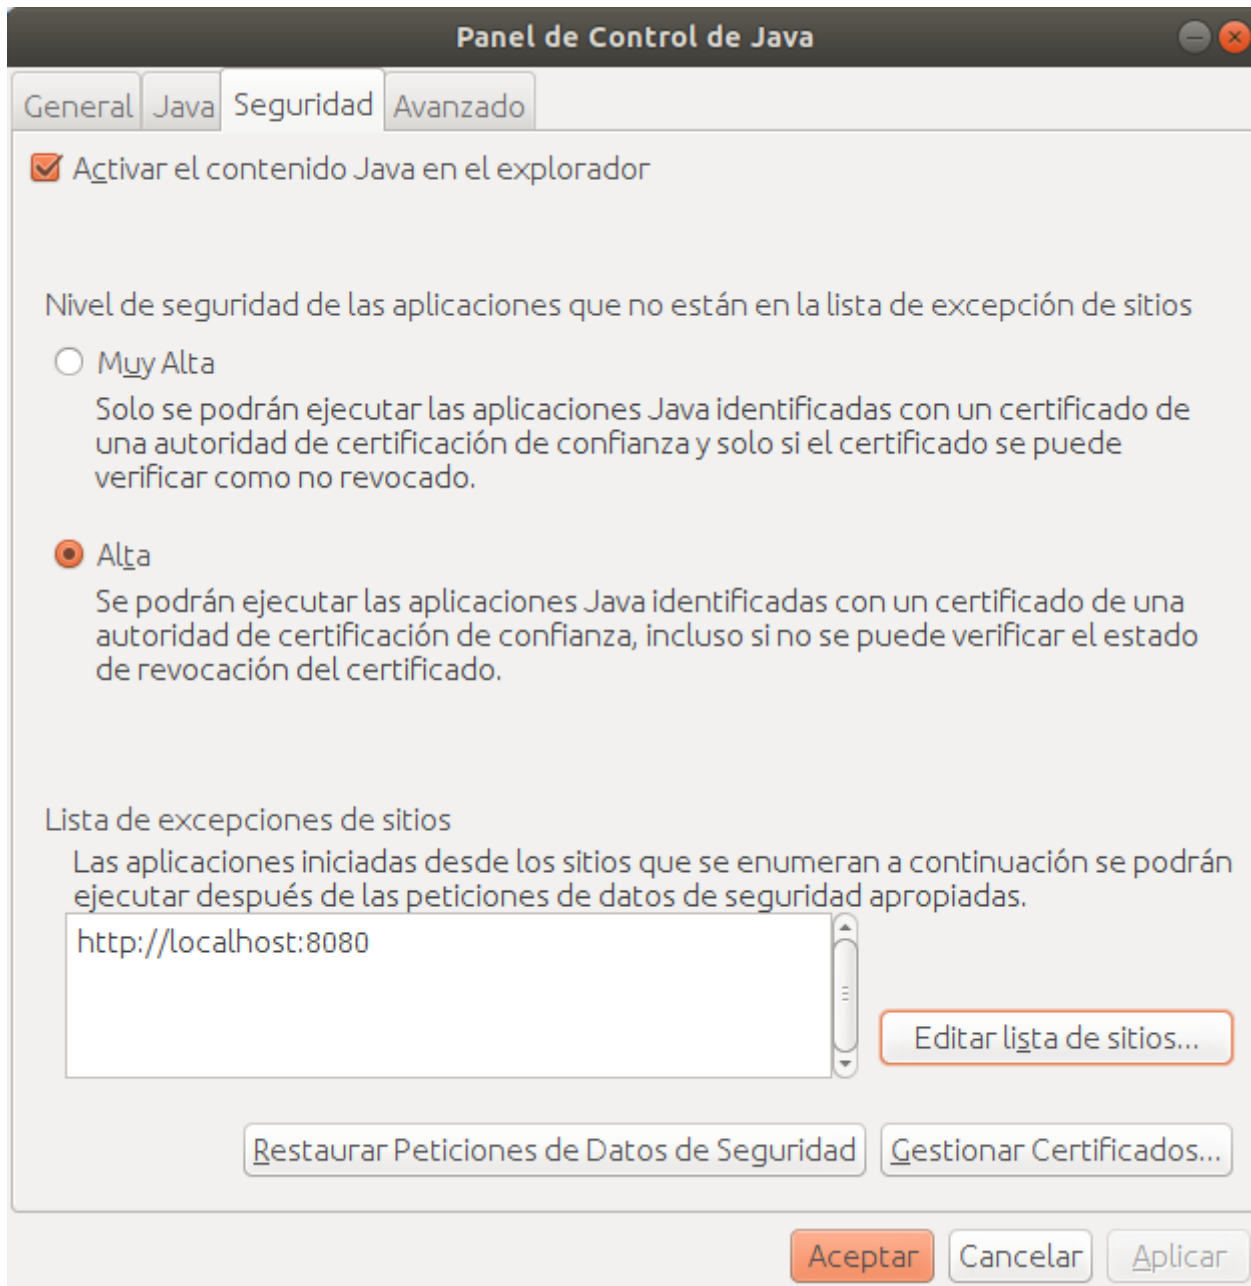 Panel de Control de Java
General Java Seguridad Avanzado
Activar el contenido Java en el explorador
Nivel de seguridad de las aplicaciones que no están en la lista de excepción de sitios
Muy Alta
Solo se podrán ejecutar las aplicaciones Java identificadas con un certificado de
una autoridad de certificación de confianza y solo si el certificado se puede
verificar como no revocado.
Alta
Se podrán ejecutar las aplicaciones Java identificadas con un certificado de una
autoridad de certificación de confianza, incluso si no se puede verificar el estado
de revocación del certificado.
Lista de excepciones de sitios
Las aplicaciones iniciadas desde los sitios que se enumeran a continuación se podrán
ejecutar después de las peticiones de datos de seguridad apropiadas.
http://localhost:8080
Editar lista de sitios...
Restaurar Peticiones de Datos de Seguridad Gestionar Certificados...
Aceptar Cancelar Aplicar